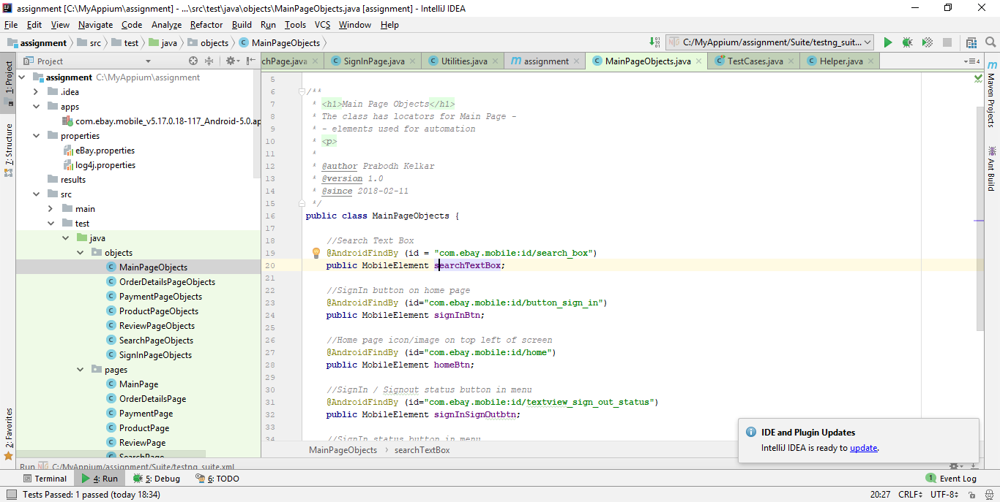 assignment [C:\MyAppium\assignment] - ...\src\test\java\objects\MainPageObjects.java [assignment] - IntelliJ IDEA
File Edit View Navigate Code Analyze Refactor Build Run Tools VCS Window Help
assignment src test java objects MainPageObjects
C:/MyAppium/assignment/Suite/testng_suit...
Project
chPage.java SignInPage.java Utilities.java assignment MainPageObjects.java TestCases.java Helper.java
4
1: Project
7: Structure
2: Favorites
assignment C:\MyAppium\assignment
.idea
apps
com.ebay.mobile_v5.17.0.18-117_Android-5.0.ap
properties
eBay.properties
log4j.properties
results
src
main
test
java
objects
MainPageObjects
OrderDetailsPageObjects
PaymentPageObjects
ProductPageObjects
ReviewPageObjects
SearchPageObjects
SignInPageObjects
pages
MainPage
OrderDetailsPage
PaymentPage
ProductPage
ReviewPage
SearchPage
5
6 /**
7 * <h1>Main Page Objects</h1>
8 * The class has locators for Main Page -
9 * - elements used for automation
10 * <p>
11 *
12 * @author Prabodh Kelkar
13 * @version 1.0
14 * @since 2018-02-11
15 */
16 public class MainPageObjects {
17
18 //Search Text Box
19 @AndroidFindBy (id = "com.ebay.mobile:id/search_box")
20 public MobileElement searchTextBox;
21
22 //SignIn button on home page
23 @AndroidFindBy (id="com.ebay.mobile:id/button_sign_in")
24 public MobileElement signInBtn;
25
26 //Home page icon/image on top left of screen
27 @AndroidFindBy (id="com.ebay.mobile:id/home")
28 public MobileElement homeBtn;
29
30 //SignIn / Signout status button in menu
31 @AndroidFindBy (id="com.ebay.mobile:id/textview_sign_out_status")
32 public MobileElement signInSignOutbtn;
33
34 //SignIn status button in menu
MainPageObjects searchTextBox
Maven Projects
Ant Build
IDE and Plugin Updates
IntelliJ IDEA is ready to update.
Run C:/MyAppium/assignment/Suite/testng_suite.xml
Terminal 4: Run 5: Debug 6: TODO 1 Event Log
Tests Passed: 1 passed (today 18:34) 20:27 CRLF UTF-8